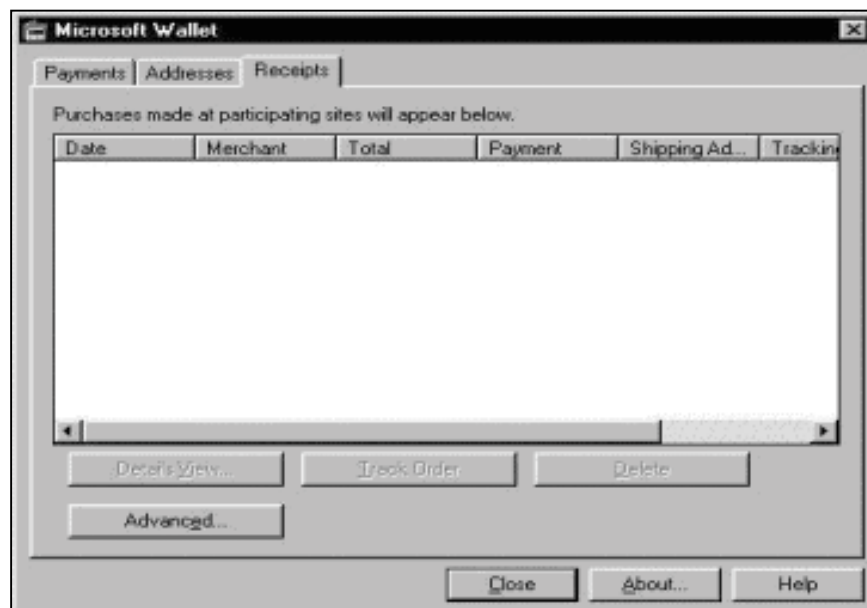 Microsoft Wallet
Payments Addresses Receipts
Purchases made at participating sites will appear below.
Date Merchant Total Payment Shipping Ad... Tracking
Details View... Track Order Delete
Advanced...
Close About... Help